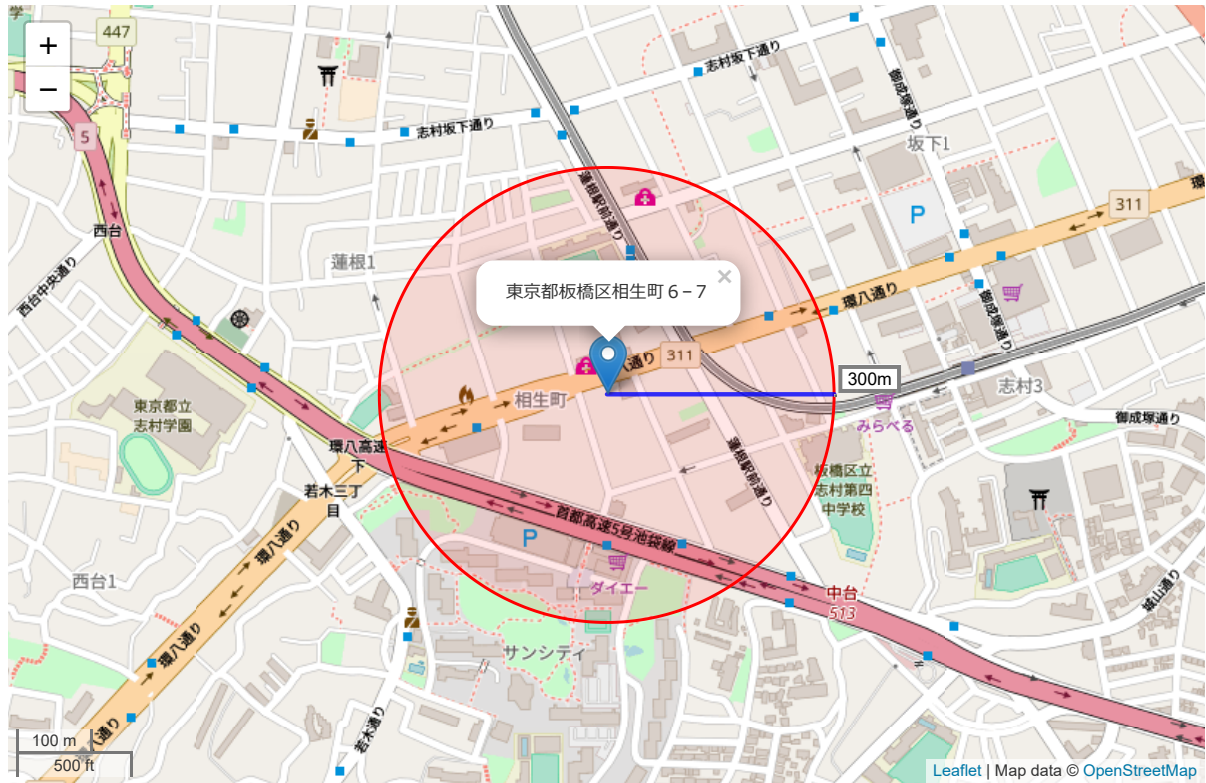 +
−
学
447
5
志村坂下通り
志村坂下通り
御成塚通り
坂下1
311
環
P
西台
西台中央通り
蓮根1
蓮根駅前通り
東京都板橋区相生町６−７
×
環八通り
御成塚通り
311
通り
300m
志村3
みらべる
御成塚通り
相生町
東京都立
志村学園
環八高速
下
若木三丁
目
蓮根駅前通り
板橋区立
志村第四
中学校
首都高速5号池袋線
P
ダイエー
環八通り
西台1
中台
513
城山通り
サンシティ
環八通り
若木通り
通り
100 m
500 ft
Leaflet | Map data © OpenStreetMap